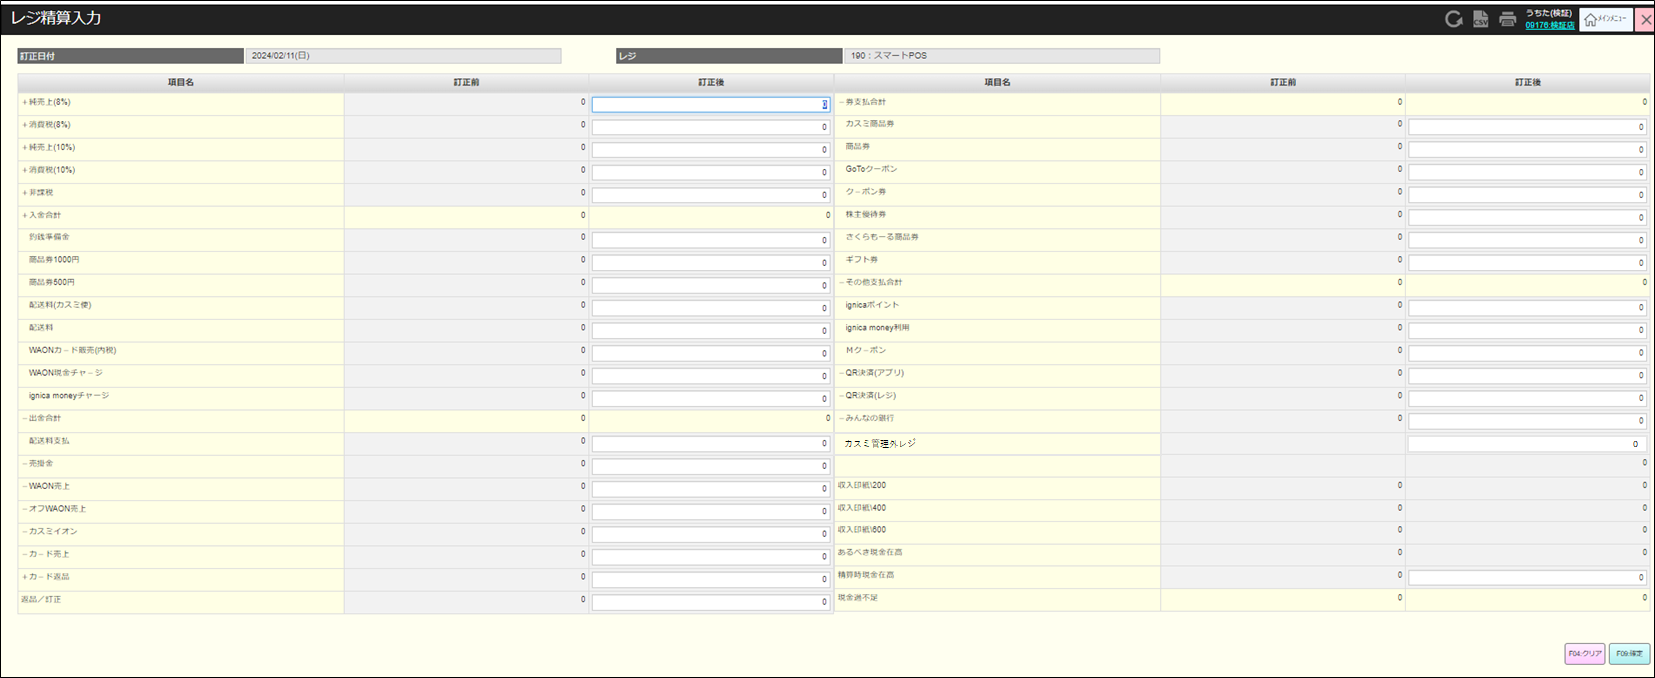 レジ精算入力
CSV
うちた(検証)
09176:検証店
メインメニュー
訂正日付 2024/02/11(日) レジ 190：スマートPOS
項目名 訂正前 訂正後 項目名 訂正前 訂正後
+純売上(8%) 0 0 −券支払合計 0 0
+消費税(8%) 0 0 カスミ商品券 0 0
+純売上(10%) 0 0 商品券 0 0
+消費税(10%) 0 0 GoToクーポン 0 0
+非課税 0 0 クーポン券 0 0
+入金合計 0 0 株主優待券 0 0
釣銭準備金 0 0 さくらもーる商品券 0 0
商品券1000円 0 0 ギフト券 0 0
商品券500円 0 0 −その他支払合計 0 0
配送料(カスミ便) 0 0 ignicaポイント 0 0
配送料 0 0 ignica money利用 0 0
WAONカード販売(内税) 0 0 Mクーポン 0 0
WAON現金チャージ 0 0 −QR決済(アプリ) 0 0
ignica moneyチャージ 0 0 −QR決済(レジ) 0 0
−出金合計 0 0 −みんなの銀行 0 0
配送料支払 0 0 カスミ管理外レジ 0
−売掛金 0 0 0
−WAON売上 0 0 収入印紙\200 0 0
−オフWAON売上 0 0 収入印紙\400 0 0
−カスミイオン 0 0 収入印紙\600 0 0
−カード売上 0 0 あるべき現金在高 0 0
+カード返品 0 0 精算時現金在高 0 0
返品／訂正 0 0 現金過不足 0 0
F04:クリア F09:確定